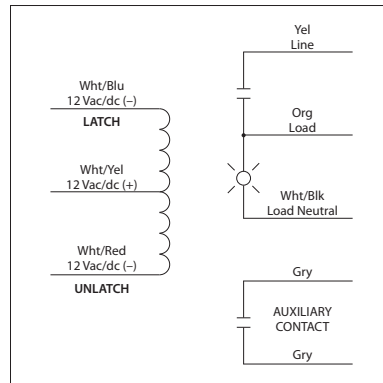 Yel
Line
Wht/Blu
12 Vac/dc (–)
LATCH
Org
Load
Wht/Yel
12 Vac/dc (+)
Wht/Blk
Load Neutral
Wht/Red
12 Vac/dc (–)
UNLATCH
Gry
AUXILIARY
CONTACT
Gry